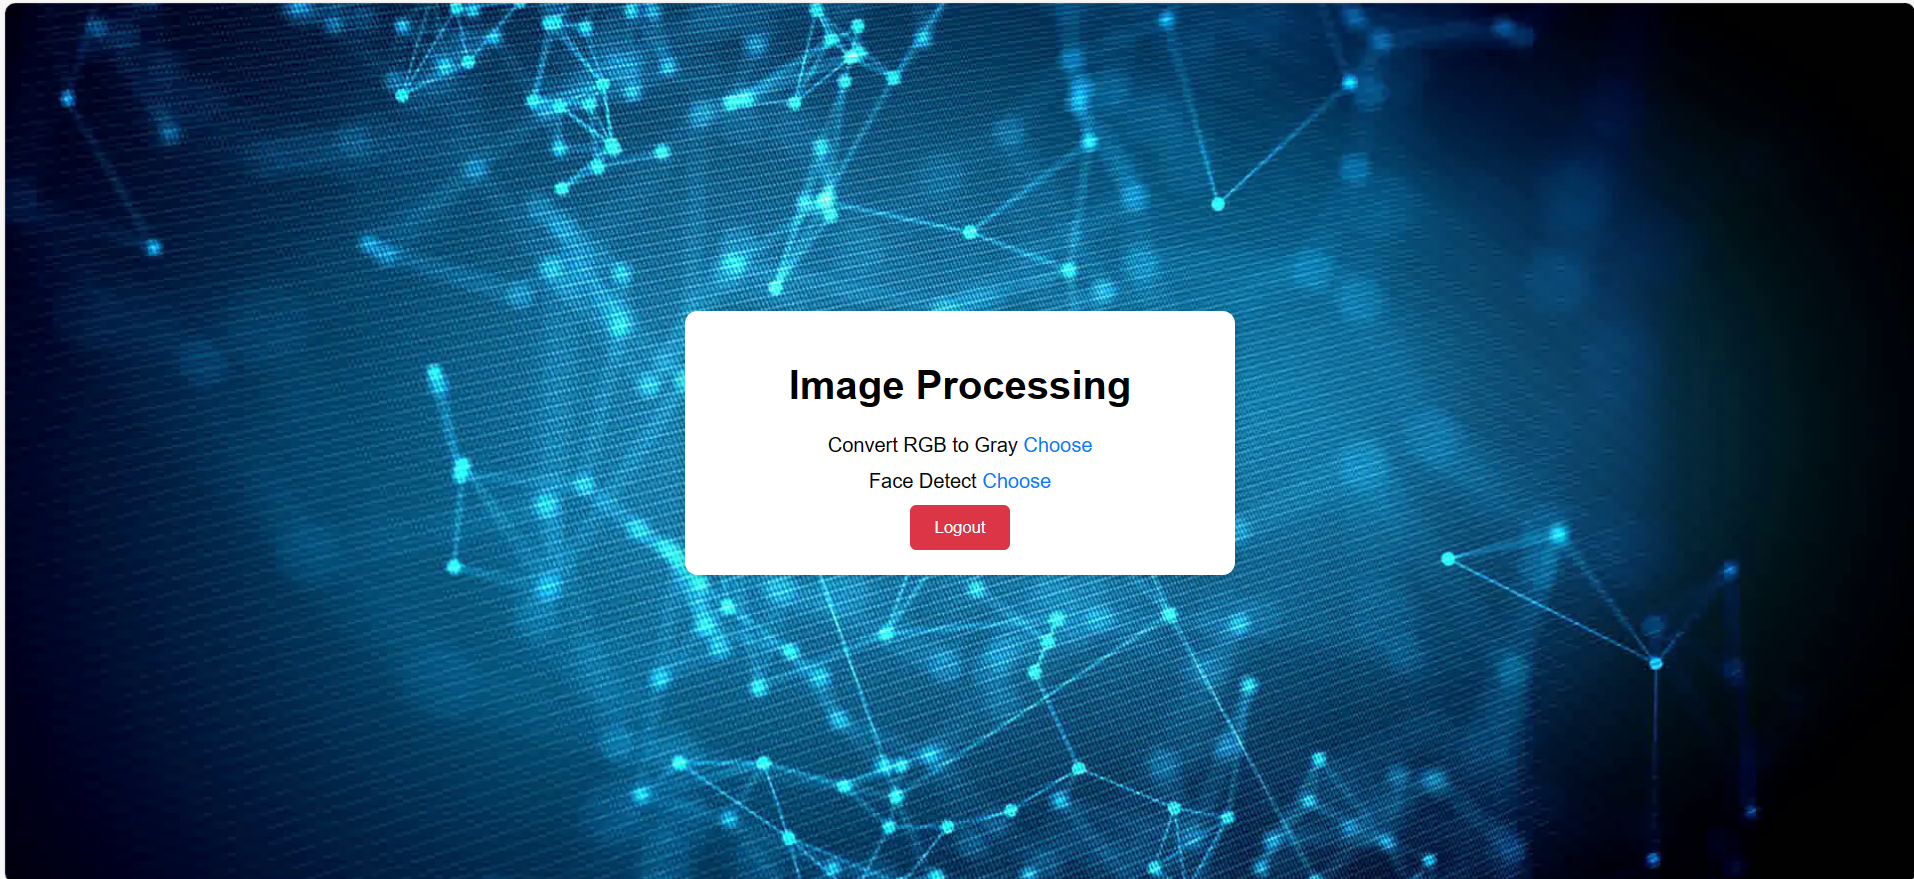 Image Processing
Convert RGB to Gray Choose
Face Detect Choose
Logout